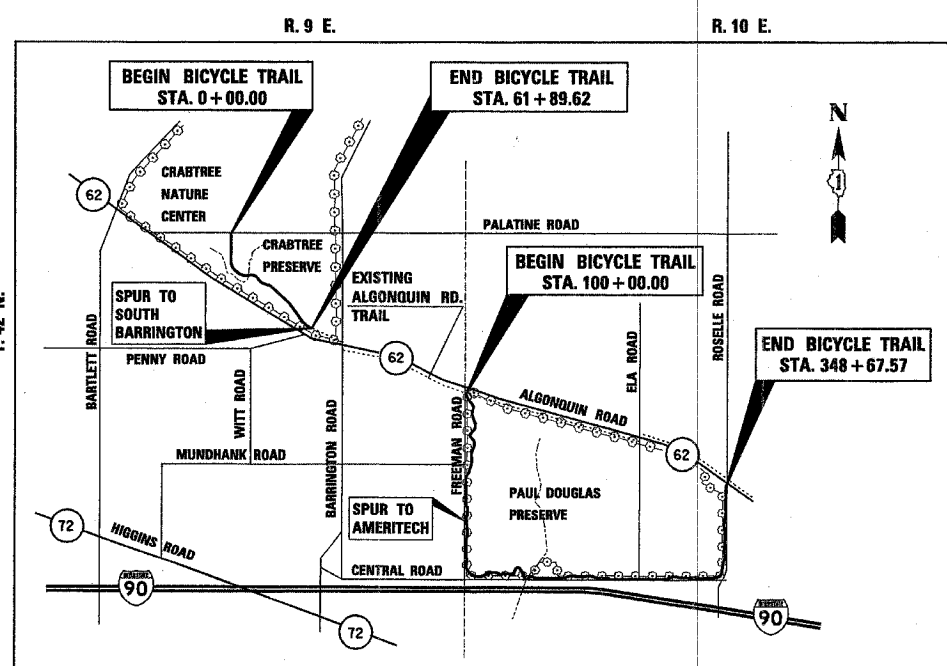 R. 9 E.
R. 10 E.
BEGIN BICYCLE TRAIL
STA. 0+00.00
END BICYCLE TRAIL
STA. 61+89.62
N
1
CRABTREE
NATURE
CENTER
62
PALATINE ROAD
CRABTREE
PRESERVE
BEGIN BICYCLE TRAIL
STA. 100+00.00
EXISTING
ALGONQUIN RD.
TRAIL
SPUR TO
SOUTH
BARRINGTON
T. 42 N.
ROSELLE ROAD
END BICYCLE TRAIL
STA. 348+67.57
PENNY ROAD
62
BARTLETT ROAD
WITT ROAD
ELA ROAD
ALGONQUIN ROAD
BARRINGTON ROAD
FREEMAN ROAD
62
MUNDHANK ROAD
PAUL DOUGLAS
PRESERVE
SPUR TO
AMERITECH
72
HIGGINS ROAD
CENTRAL ROAD
90
INTERSTATE
90
72